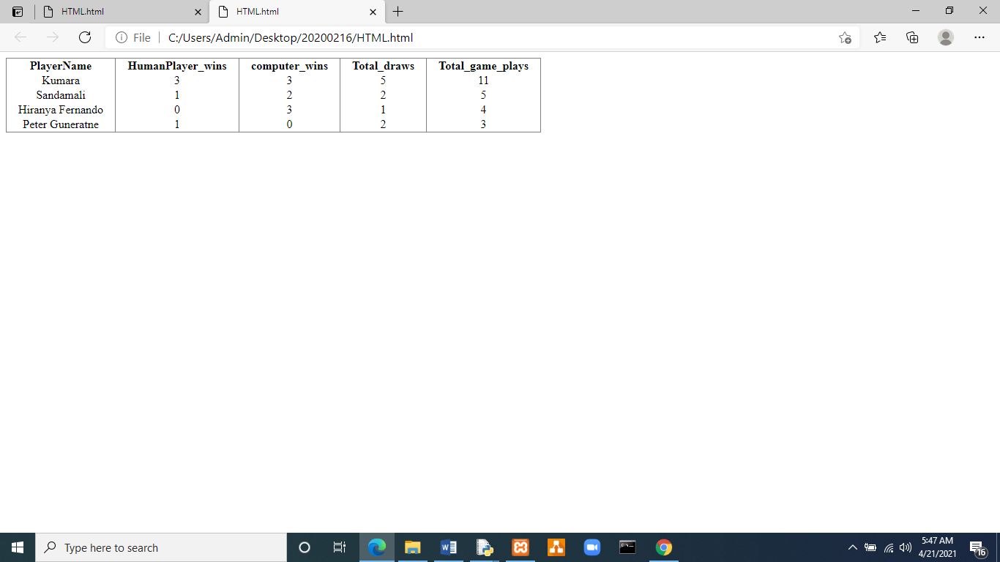 HTML.html
HTML.html
File C:/Users/Admin/Desktop/20200216/HTML.html
PlayerName HumanPlayer_wins computer_wins Total_draws Total_game_plays
Kumara 3 3 5 11
Sandamali 1 2 2 5
Hiranya Fernando 0 3 1 4
Peter Guneratne 1 0 2 3
Type here to search
5:47 AM
4/21/2021
16